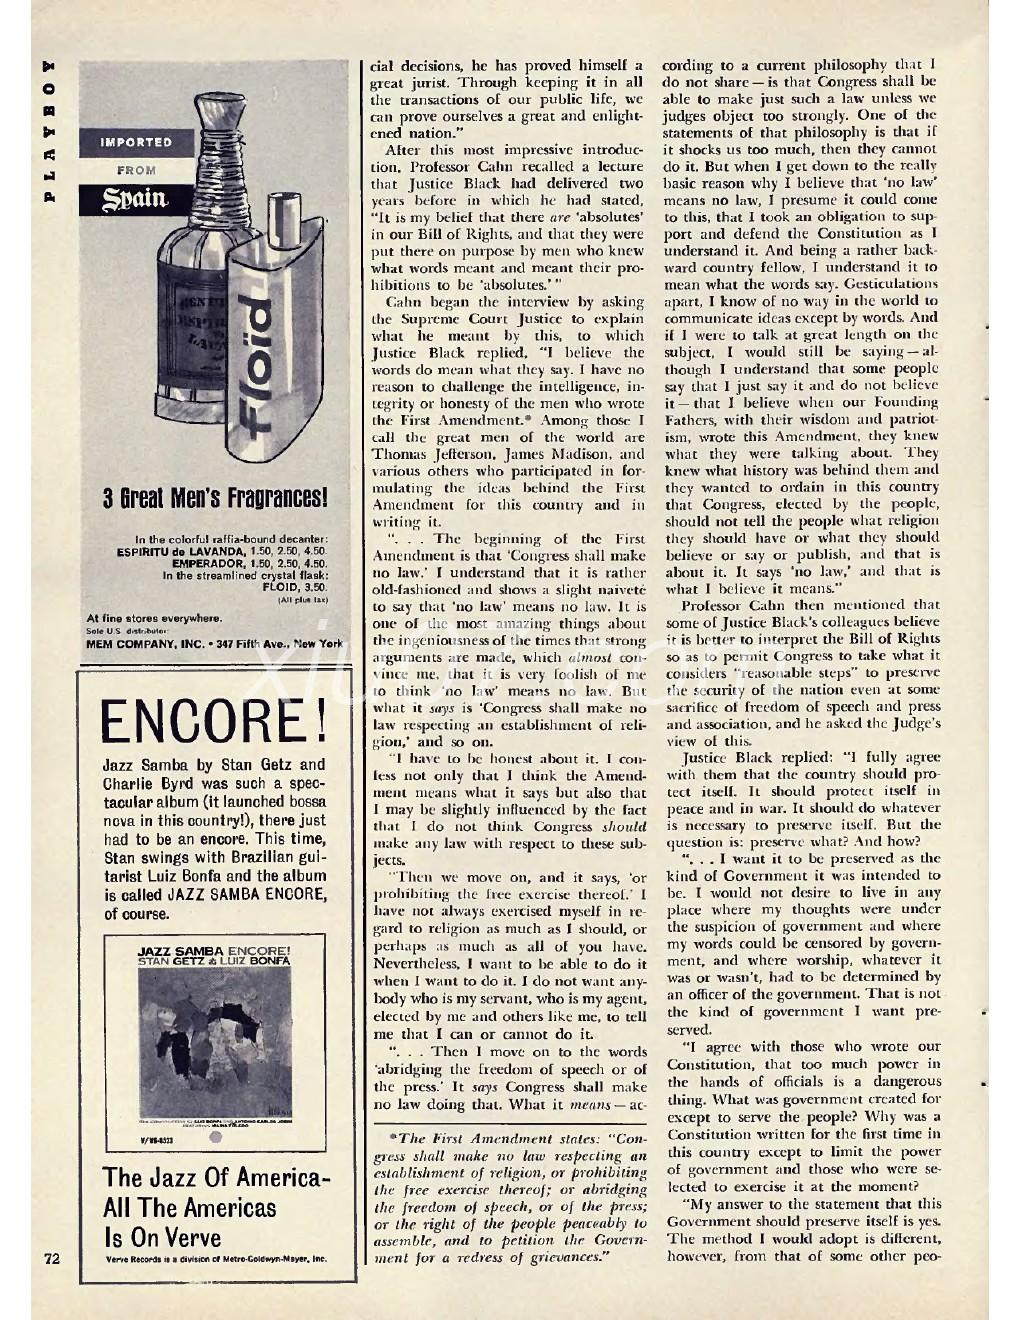 PLAYBOY
IMPORTED
FROM
Spain
Floïd
3 Great Men's Fragrances!
In the colorful raffia-bound decanter:
ESPIRITU de LAVANDA, 1.50, 2.50, 4.50.
EMPERADOR, 1.50, 2.50, 4.50.
In the streamlined crystal flask:
FLOID, 3.50.
(All plus tax)
At fine stores everywhere.
Sole U.S. distributor:
MEM COMPANY, INC. • 347 Fifth Ave., New York
ENCORE!
Jazz Samba by Stan Getz and
Charlie Byrd was such a spec-
tacular album (it launched bossa
nova in this country!), there just
had to be an encore. This time,
Stan swings with Brazilian gui-
tarist Luiz Bonfa and the album
is called JAZZ SAMBA ENCORE,
of course.
JAZZ SAMBA ENCORE!
STAN GETZ & LUIZ BONFA
V/V6-8523
The Jazz Of America-
All The Americas
Is On Verve
Verve Records is a division of Metro-Goldwyn-Mayer, Inc.
72
cial decisions, he has proved himself a
great jurist. Through keeping it in all
the transactions of our public life, we
can prove ourselves a great and enlight-
ened nation."
After this most impressive introduc-
tion, Professor Cahn recalled a lecture
that Justice Black had delivered two
years before in which he had stated,
"It is my belief that there are 'absolutes'
in our Bill of Rights, and that they were
put there on purpose by men who knew
what words meant and meant their pro-
hibitions to be 'absolutes.'"
Cahn began the interview by asking
the Supreme Court Justice to explain
what he meant by this, to which
Justice Black replied, "I believe the
words do mean what they say. I have no
reason to challenge the intelligence, in-
tegrity or honesty of the men who wrote
the First Amendment.* Among those I
call the great men of the world are
Thomas Jefferson, James Madison, and
various others who participated in for-
mulating the ideas behind the First
Amendment for this country and in
writing it.
". . . The beginning of the First
Amendment is that 'Congress shall make
no law.' I understand that it is rather
old-fashioned and shows a slight naïveté
to say that 'no law' means no law. It is
one of the most amazing things about
the ingeniousness of the times that strong
arguments are made, which almost con-
vince me, that it is very foolish of me
to think 'no law' means no law. But
what it says is 'Congress shall make no
law respecting an establishment of reli-
gion,' and so on.
"I have to be honest about it. I con-
fess not only that I think the Amend-
ment means what it says but also that
I may be slightly influenced by the fact
that I do not think Congress should
make any law with respect to these sub-
jects.
"Then we move on, and it says, 'or
prohibiting the free exercise thereof.' I
have not always exercised myself in re-
gard to religion as much as I should, or
perhaps as much as all of you have.
Nevertheless, I want to be able to do it
when I want to do it. I do not want any-
body who is my servant, who is my agent,
elected by me and others like me, to tell
me that I can or cannot do it.
". . . Then I move on to the words
'abridging the freedom of speech or of
the press.' It says Congress shall make
no law doing that. What it means — ac-
*The First Amendment states: "Con-
gress shall make no law respecting an
establishment of religion, or prohibiting
the free exercise thereof; or abridging
the freedom of speech, or of the press;
or the right of the people peaceably to
assemble, and to petition the Govern-
ment for a redress of grievances."
cording to a current philosophy that I
do not share — is that Congress shall be
able to make just such a law unless we
judges object too strongly. One of the
statements of that philosophy is that if
it shocks us too much, then they cannot
do it. But when I get down to the really
basic reason why I believe that 'no law'
means no law, I presume it could come
to this, that I took an obligation to sup-
port and defend the Constitution as I
understand it. And being a rather back-
ward country fellow, I understand it to
mean what the words say. Gesticulations
apart, I know of no way in the world to
communicate ideas except by words. And
if I were to talk at great length on the
subject, I would still be saying — al-
though I understand that some people
say that I just say it and do not believe
it — that I believe when our Founding
Fathers, with their wisdom and patriot-
ism, wrote this Amendment, they knew
what they were talking about. They
knew what history was behind them and
they wanted to ordain in this country
that Congress, elected by the people,
should not tell the people what religion
they should have or what they should
believe or say or publish, and that is
about it. It says 'no law,' and that is
what I believe it means."
Professor Cahn then mentioned that
some of Justice Black's colleagues believe
it is better to interpret the Bill of Rights
so as to permit Congress to take what it
considers "reasonable steps" to preserve
the security of the nation even at some
sacrifice of freedom of speech and press
and association, and he asked the Judge's
view of this.
Justice Black replied: "I fully agree
with them that the country should pro-
tect itself. It should protect itself in
peace and in war. It should do whatever
is necessary to preserve itself. But the
question is: preserve what? And how?
". . . I want it to be preserved as the
kind of Government it was intended to
be. I would not desire to live in any
place where my thoughts were under
the suspicion of government and where
my words could be censored by govern-
ment, and where worship, whatever it
was or wasn't, had to be determined by
an officer of the government. That is not
the kind of government I want pre-
served.
"I agree with those who wrote our
Constitution, that too much power in
the hands of officials is a dangerous
thing. What was government created for
except to serve the people? Why was a
Constitution written for the first time in
this country except to limit the power
of government and those who were se-
lected to exercise it at the moment?
"My answer to the statement that this
Government should preserve itself is yes.
The method I would adopt is different,
however, from that of some other peo-